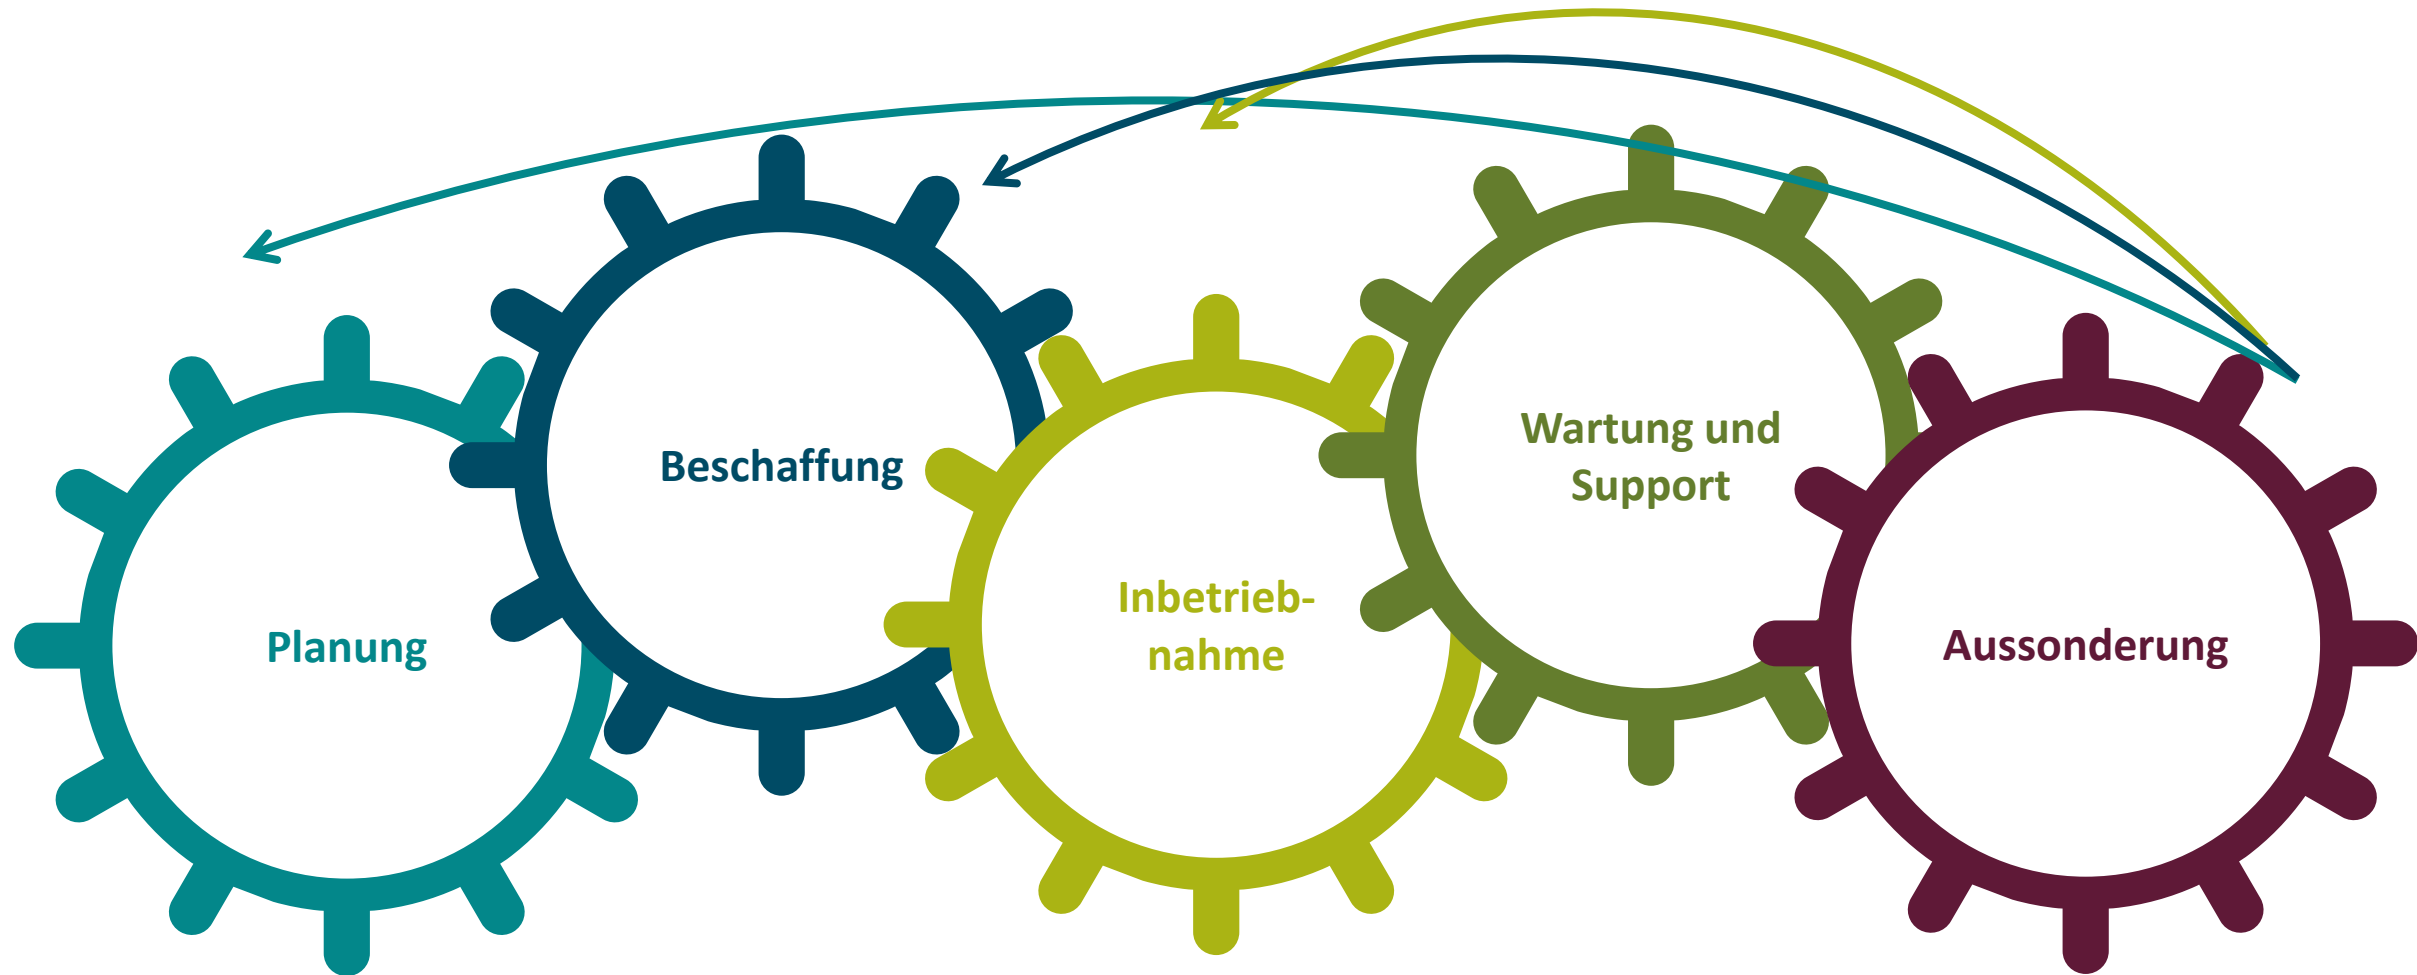 Planung
Beschaffung
Inbetrieb-
nahme
Wartung und
Support
Aussonderung